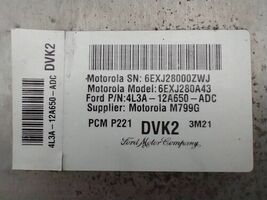 DVK2
4L3A-12A650-ADC
Motorola SN: 6EXJ28000ZWJ
Motorola Model: 6EXJ280A43
Ford P/N: 4L3A-12A650-ADC
Supplier: Motorola M799G
PCM P221 DVK2 3M21
Ford Motor Company